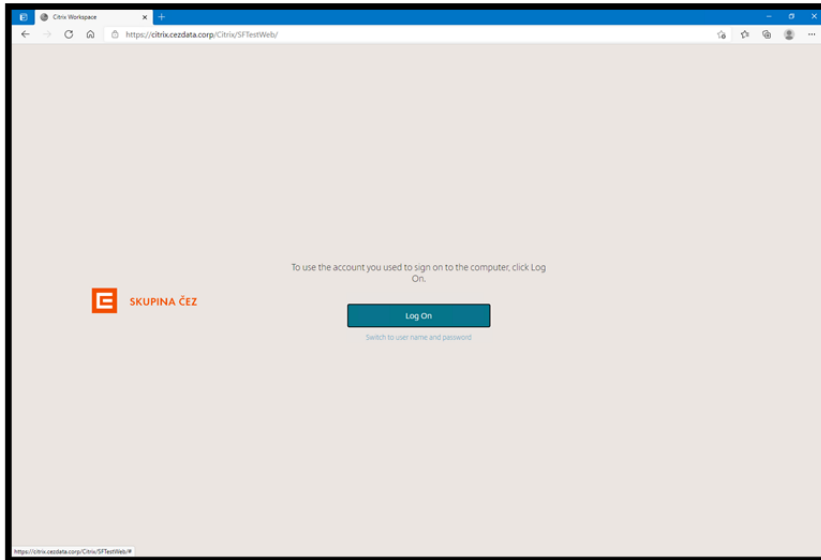 Citrix Workspace
https://citrix.cezdata.corp/Citrix/SFTestWeb/
To use the account you used to sign on to the computer, click Log
On.
SKUPINA ČEZ
Log On
Switch to user name and password
https://citrix.cezdata.corp/Citrix/SFTestWeb/#